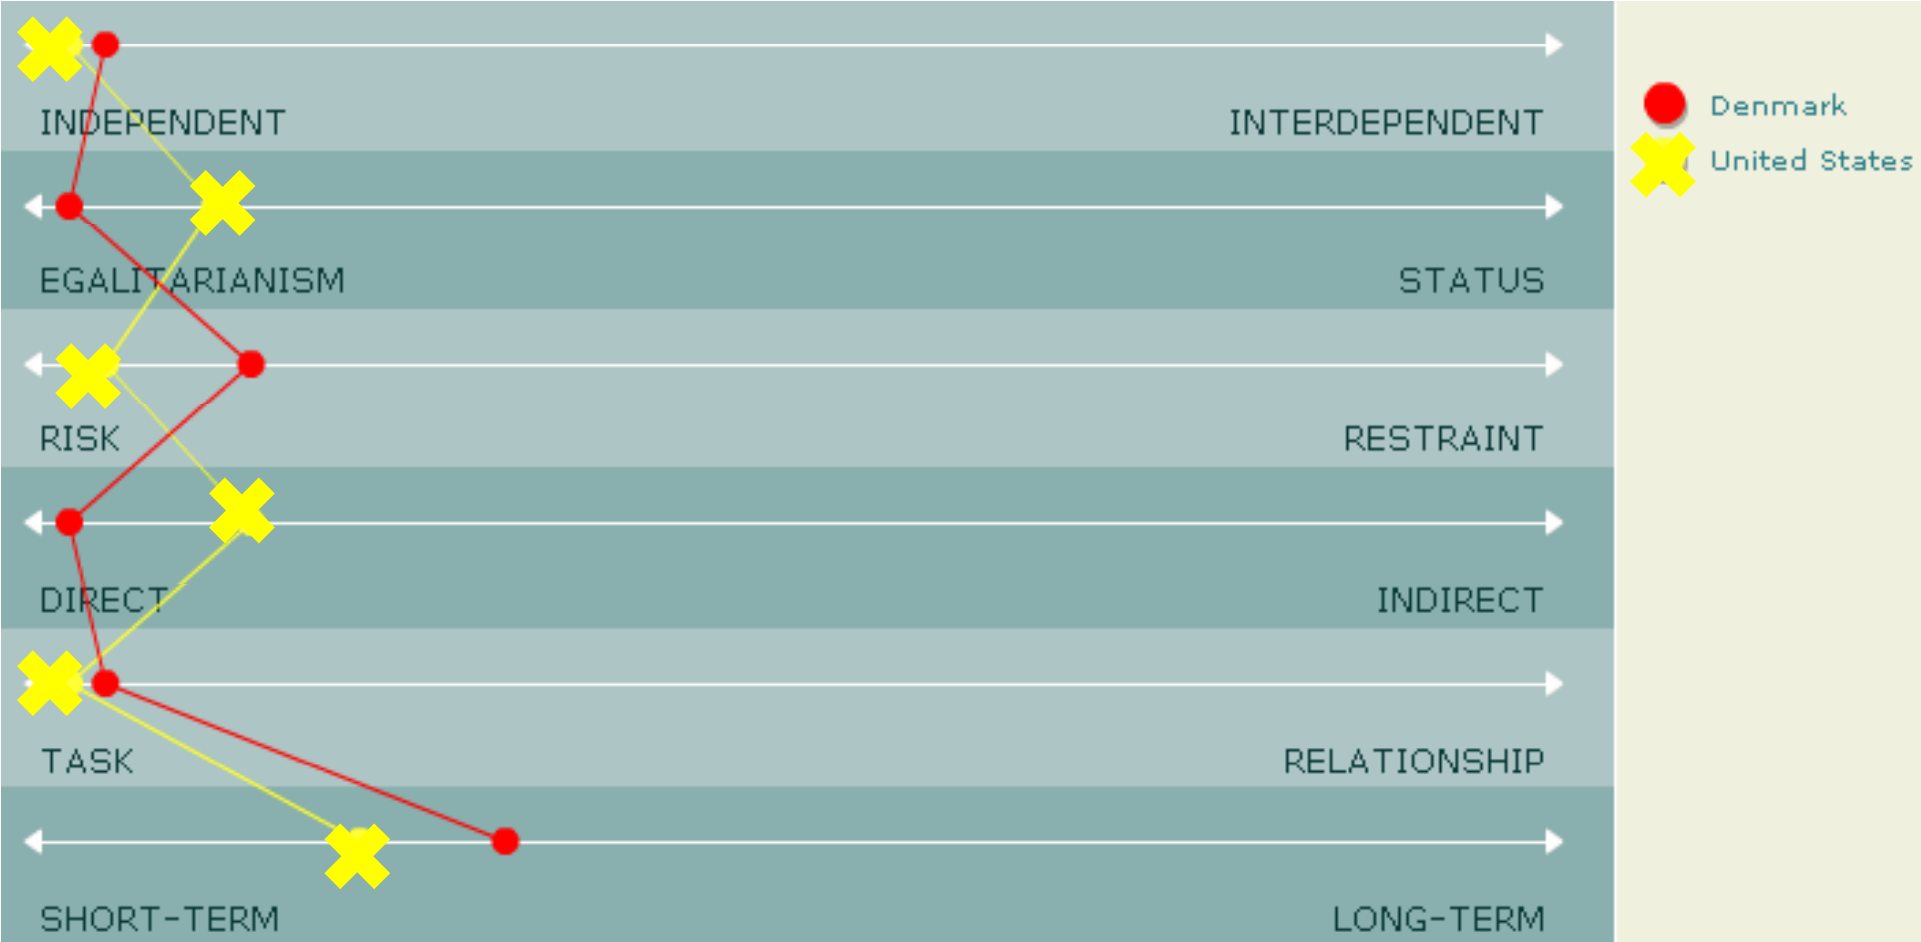 INDEPENDENT INTERDEPENDENT
EGALITARIANISM STATUS
RISK RESTRAINT
DIRECT INDIRECT
TASK RELATIONSHIP
SHORT-TERM LONG-TERM
Denmark
United States